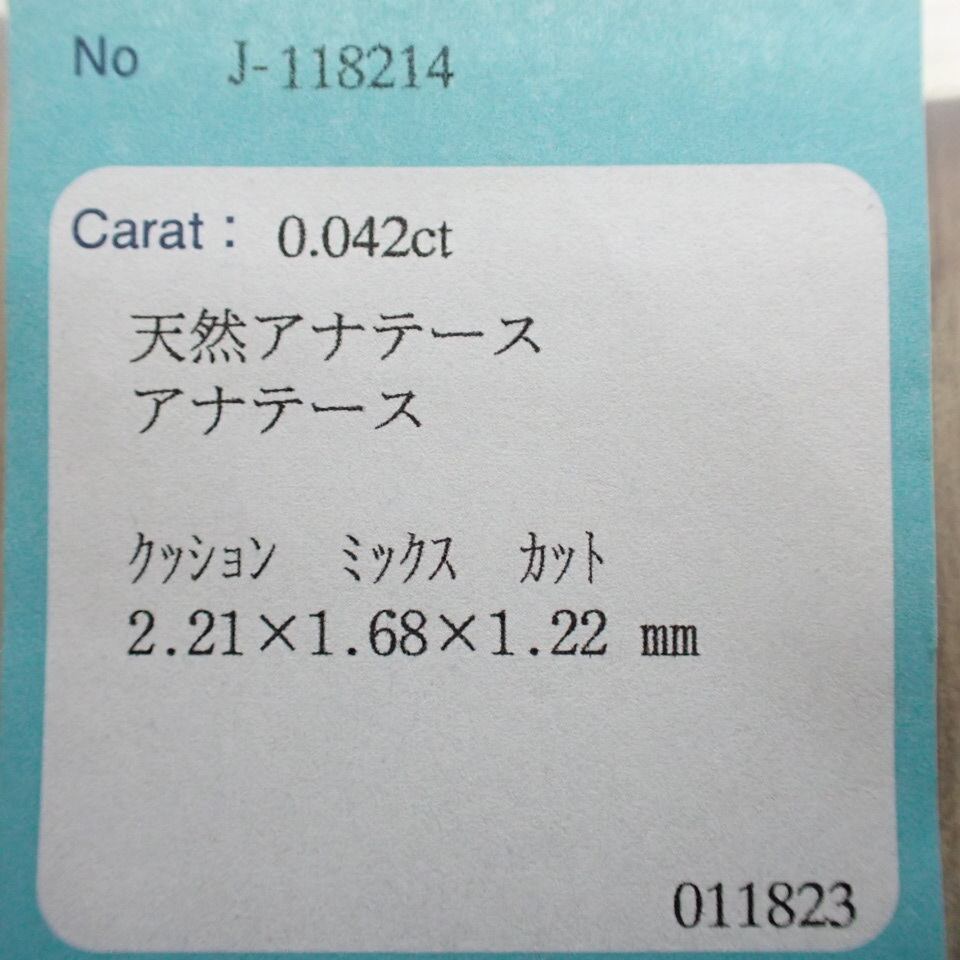 No J-118214
Carat： 0.042ct
天然アナテース
アナテース
ｸｯｼｮﾝ ﾐｯｸｽ ｶｯﾄ
2.21×1.68×1.22 mm
011823